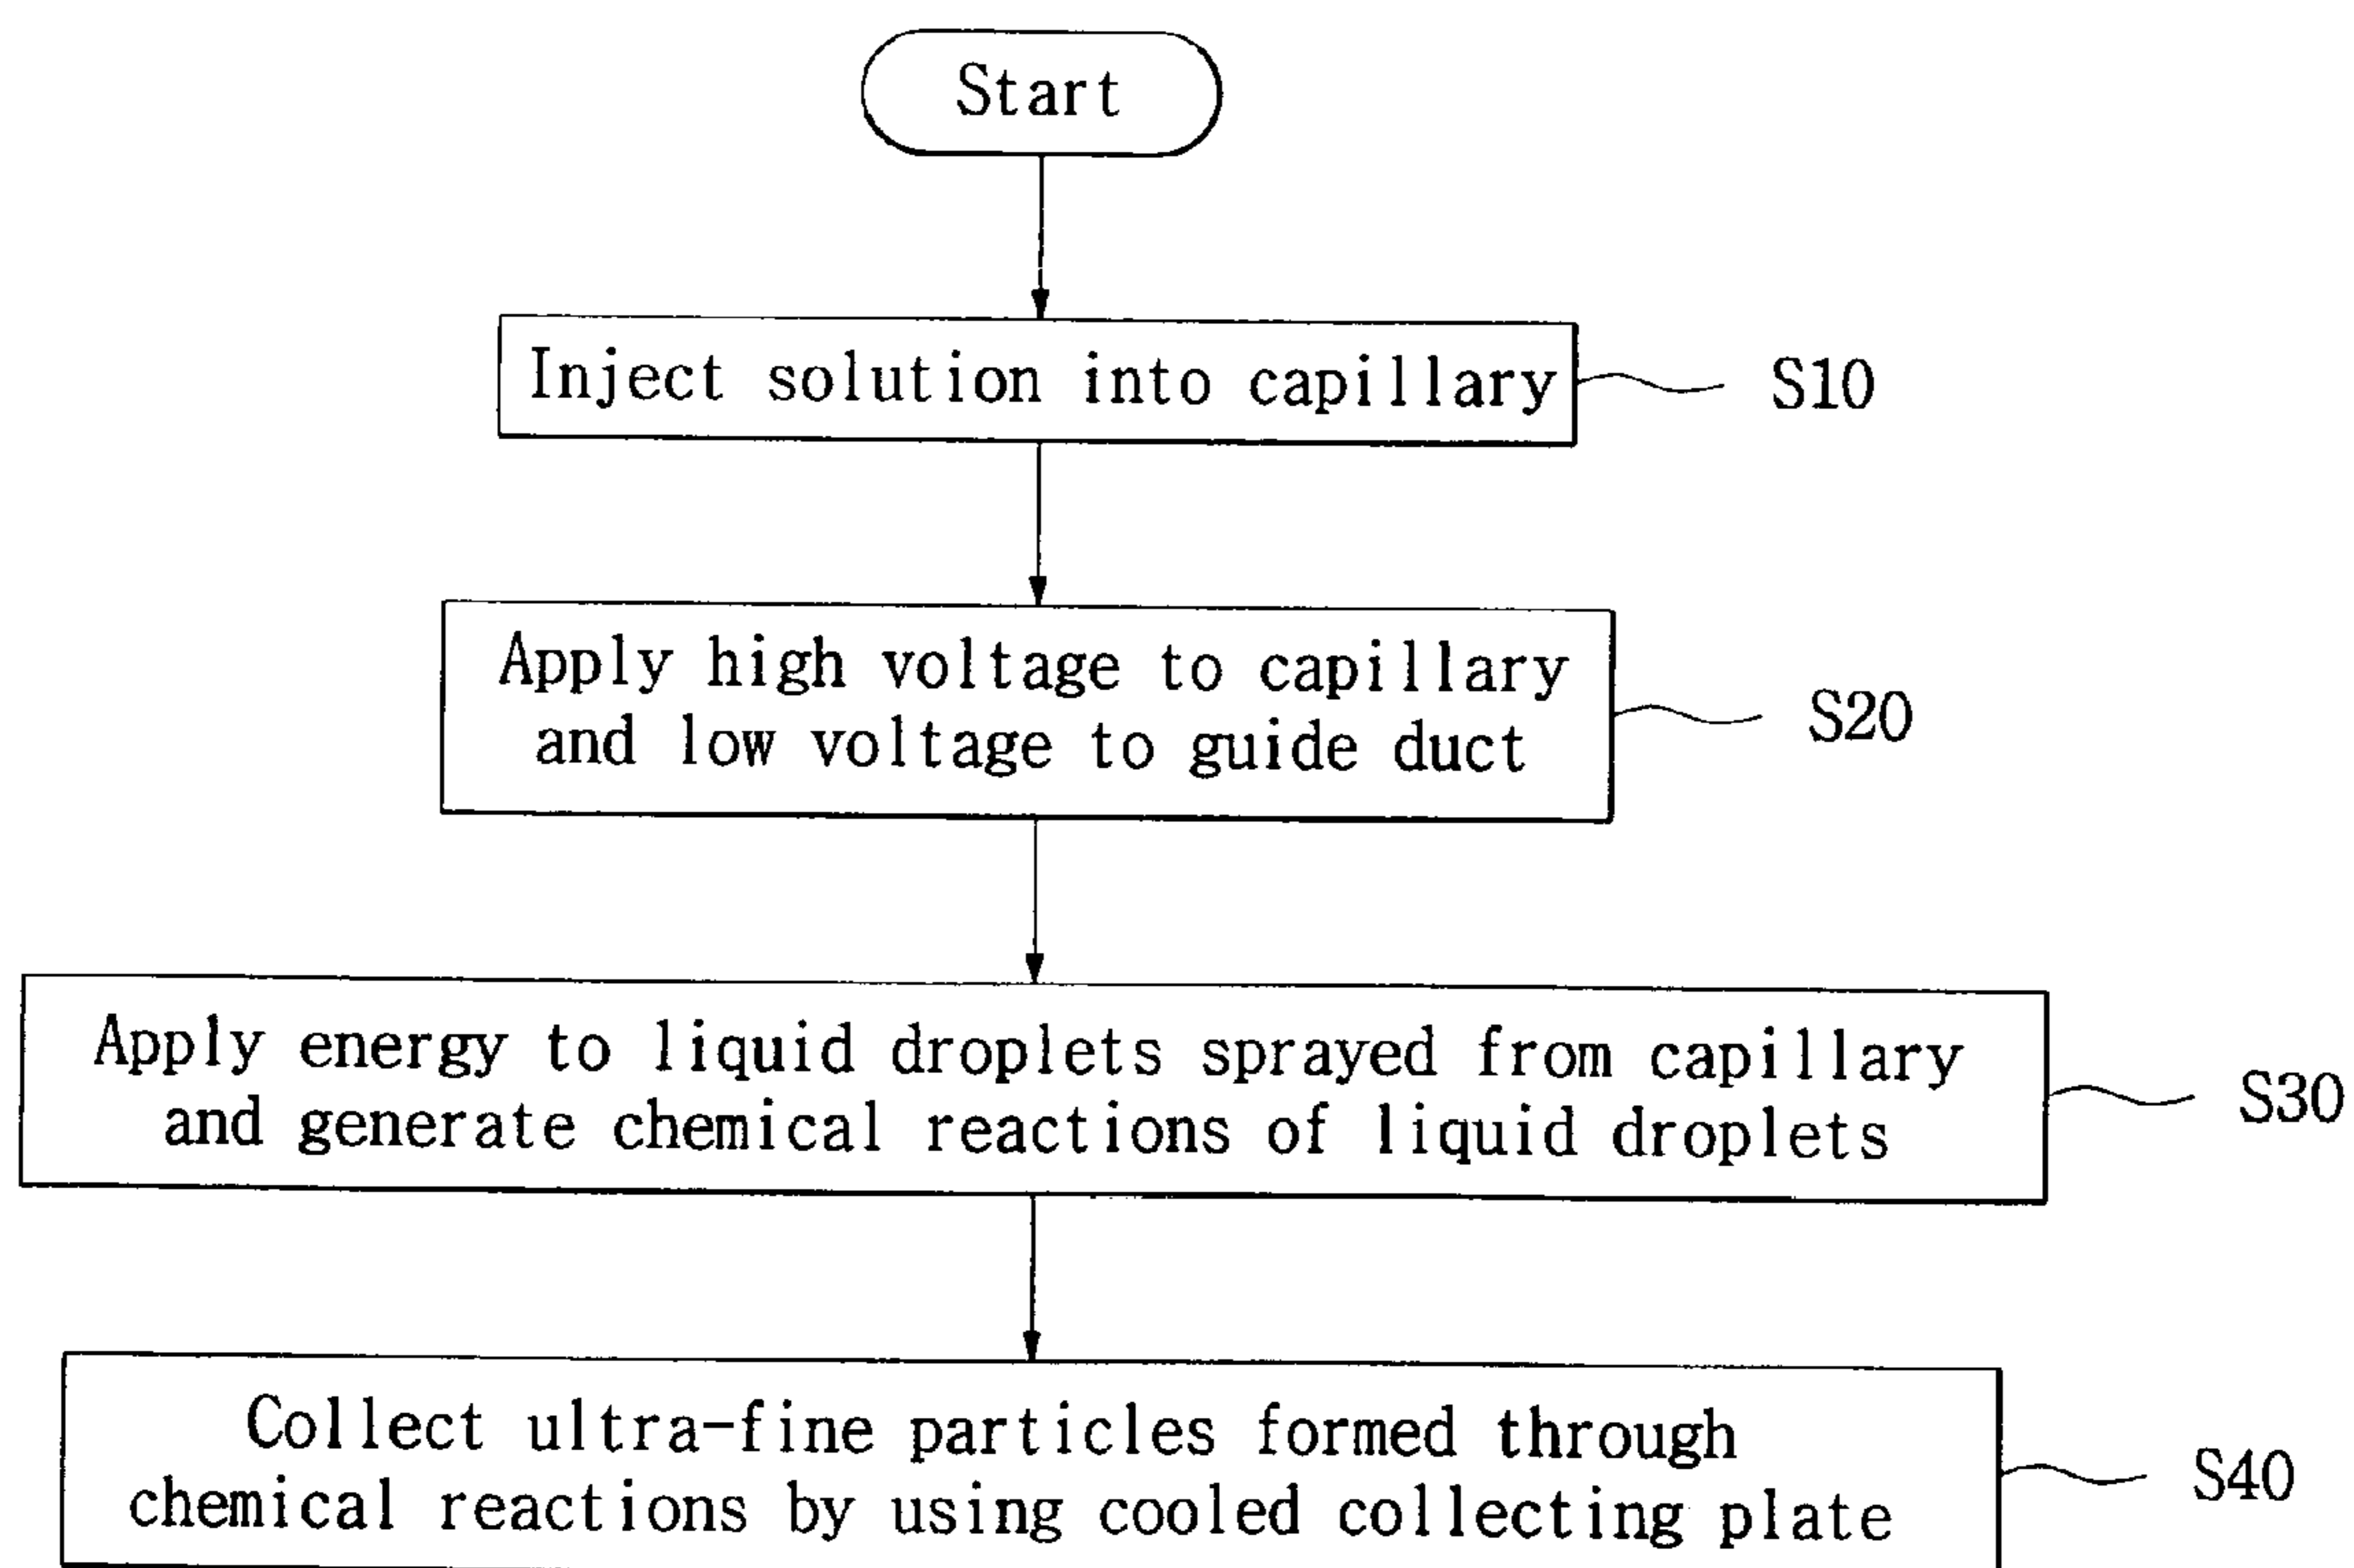 Start
Inject solution into capillary
S10
Apply high voltage to capillary
and low voltage to guide duct
S20
Apply energy to liquid droplets sprayed from capillary
and generate chemical reactions of liquid droplets
S30
Collect ultra-fine particles formed through
chemical reactions by using cooled collecting plate
S40